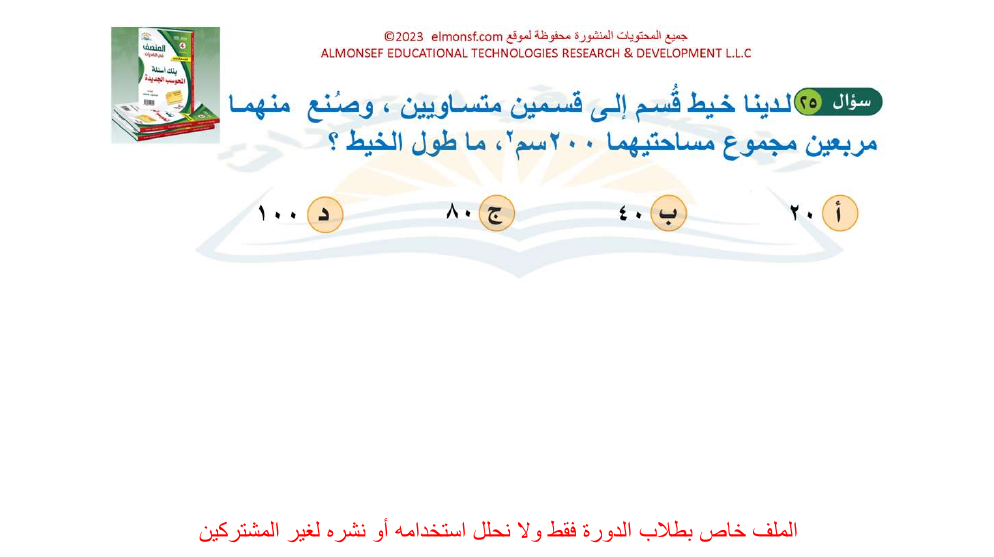 جميع المحتويات المنشورة محفوظة لموقع elmonsf.com ©2023
ALMONSEF EDUCATIONAL TECHNOLOGIES RESEARCH & DEVELOPMENT L.L.C
المنصف
بنك أسئلة
المحوسب الجديدة
سؤال ٢٥ لدينا خيط قُسم إلى قسمين متساويين ، وصُنع منهما
مربعين مجموع مساحتيهما ٢٠٠سم٢، ما طول الخيط ؟
أ ٢٠ ب ٤٠ ج ٨٠ د ١٠٠
الملف خاص بطلاب الدورة فقط ولا نحلل استخدامه أو نشره لغير المشتركين